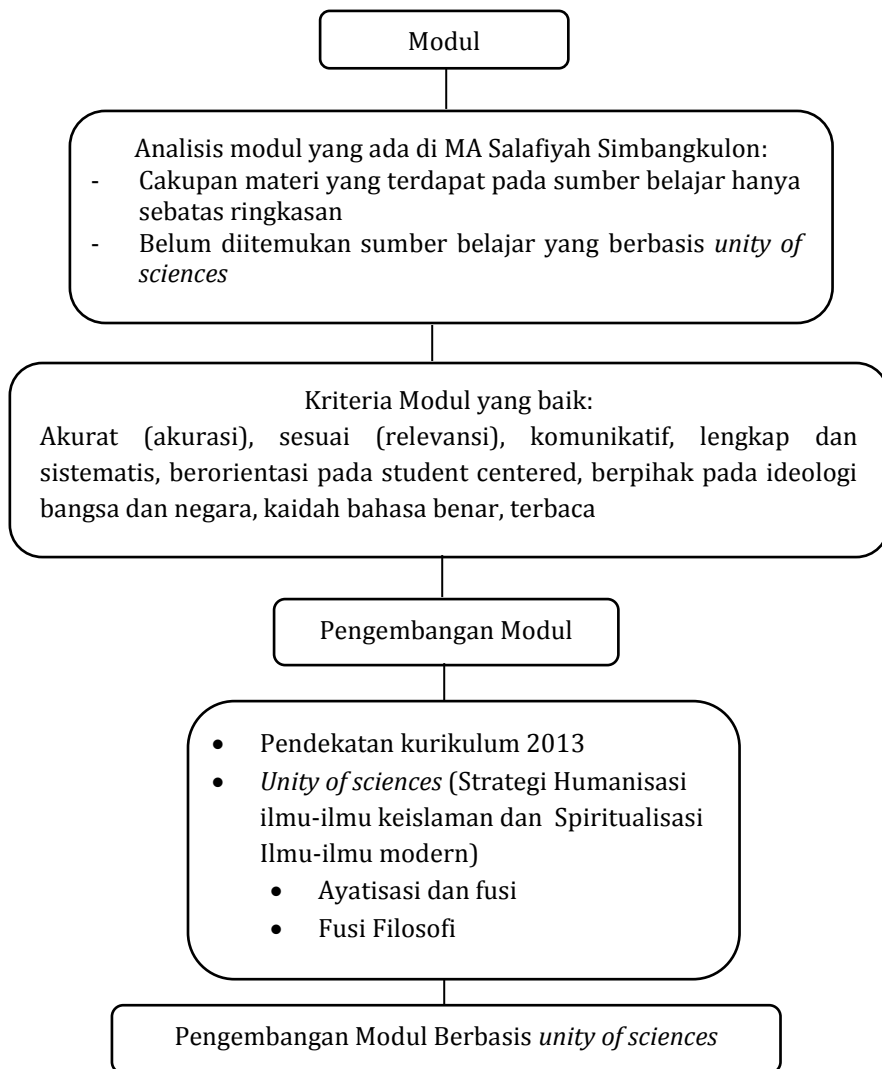 Modul
Analisis modul yang ada di MA Salafiyah Simbangkulon:
- Cakupan materi yang terdapat pada sumber belajar hanya
sebatas ringkasan
- Belum diitemukan sumber belajar yang berbasis unity of
sciences
Kriteria Modul yang baik:
Akurat (akurasi), sesuai (relevansi), komunikatif, lengkap dan
sistematis, berorientasi pada student centered, berpihak pada ideologi
bangsa dan negara, kaidah bahasa benar, terbaca
Pengembangan Modul
• Pendekatan kurikulum 2013
• Unity of sciences (Strategi Humanisasi
ilmu-ilmu keislaman dan Spiritualisasi
Ilmu-ilmu modern)
• Ayatisasi dan fusi
• Fusi Filosofi
Pengembangan Modul Berbasis unity of sciences